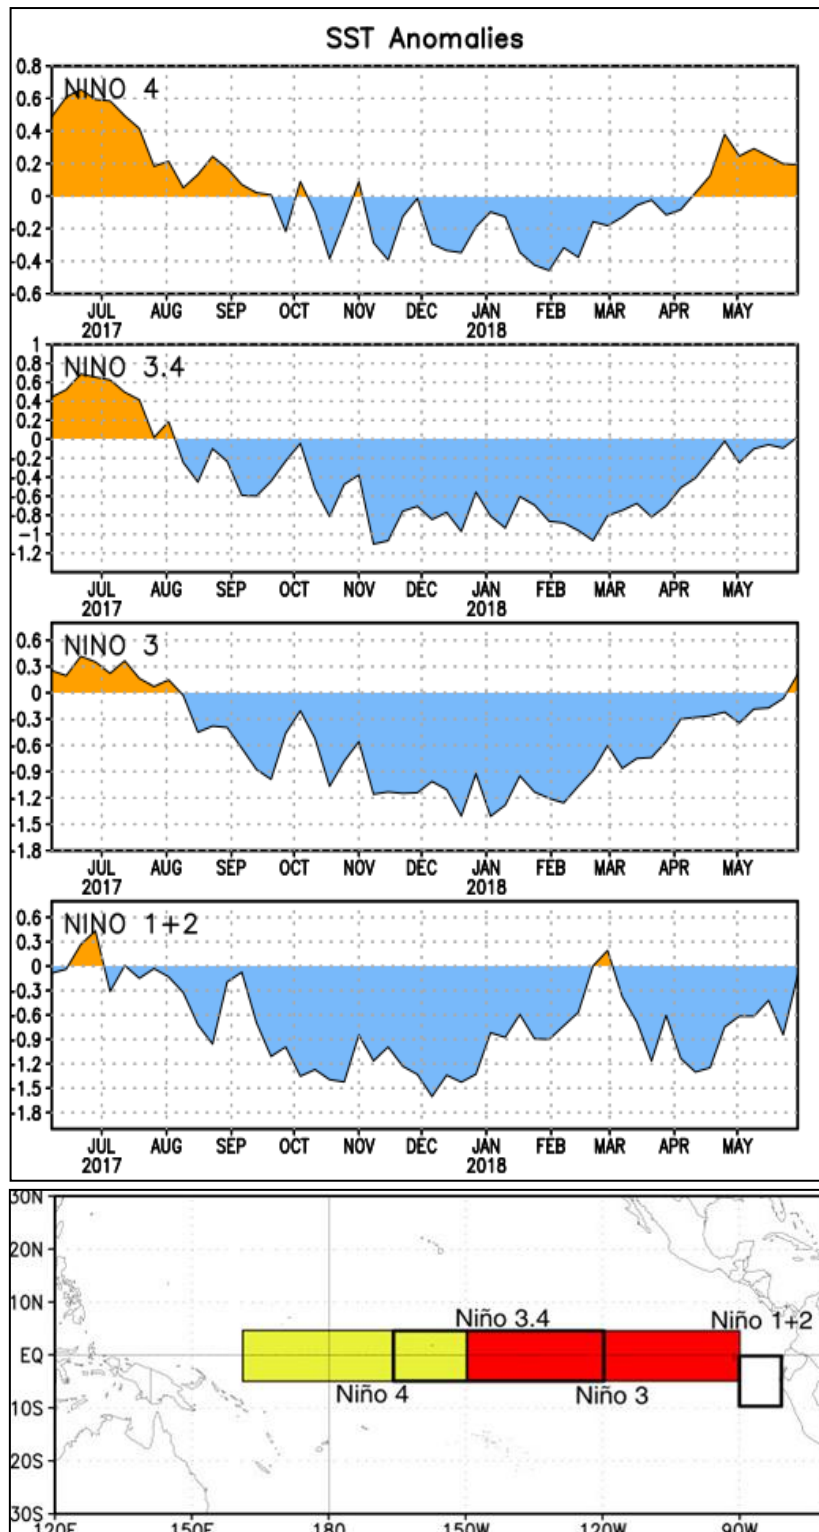 SST Anomalies
NINO 4
0.8
0.6
0.4
0.2
0
-0.2
-0.4
-0.6
JUL AUG SEP OCT NOV DEC JAN FEB MAR APR MAY
2017 2018
NINO 3.4
1
0.8
0.6
0.4
0.2
0
-0.2
-0.4
-0.6
-0.8
-1
-1.2
JUL AUG SEP OCT NOV DEC JAN FEB MAR APR MAY
2017 2018
NINO 3
0.6
0.3
0
-0.3
-0.6
-0.9
-1.2
-1.5
-1.8
JUL AUG SEP OCT NOV DEC JAN FEB MAR APR MAY
2017 2018
NINO 1+2
0.6
0.3
0
-0.3
-0.6
-0.9
-1.2
-1.5
-1.8
JUL AUG SEP OCT NOV DEC JAN FEB MAR APR MAY
2017 2018
30N
20N
10N
EQ
10S
20S
30S
Niño 3.4
Niño 1+2
Niño 4
Niño 3
120E 150E 180 150W 120W 90W